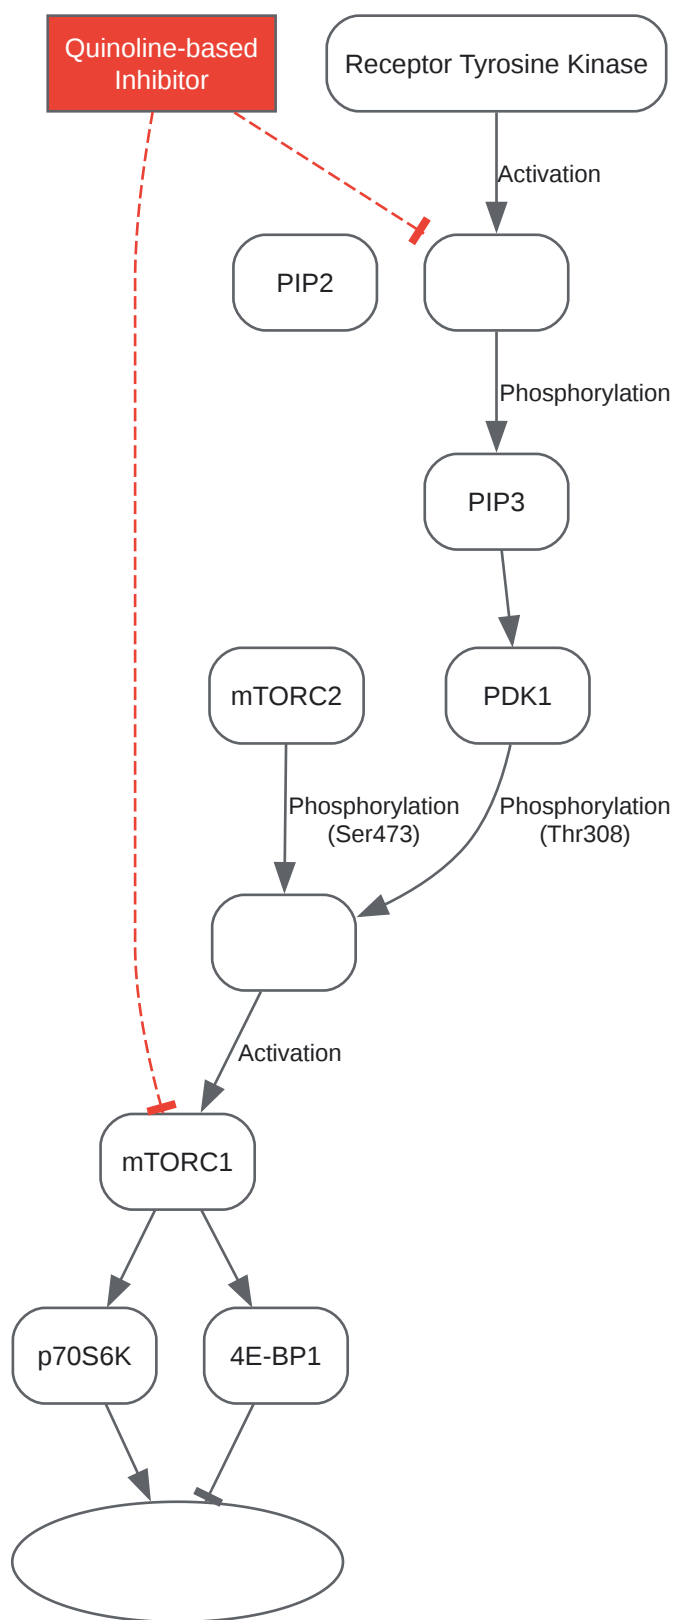 Quinoline-based
Inhibitor
Receptor Tyrosine Kinase
Activation
PIP2
Phosphorylation
PIP3
mTORC2
PDK1
Phosphorylation
(Ser473)
Phosphorylation
(Thr308)
Activation
mTORC1
p70S6K
4E-BP1